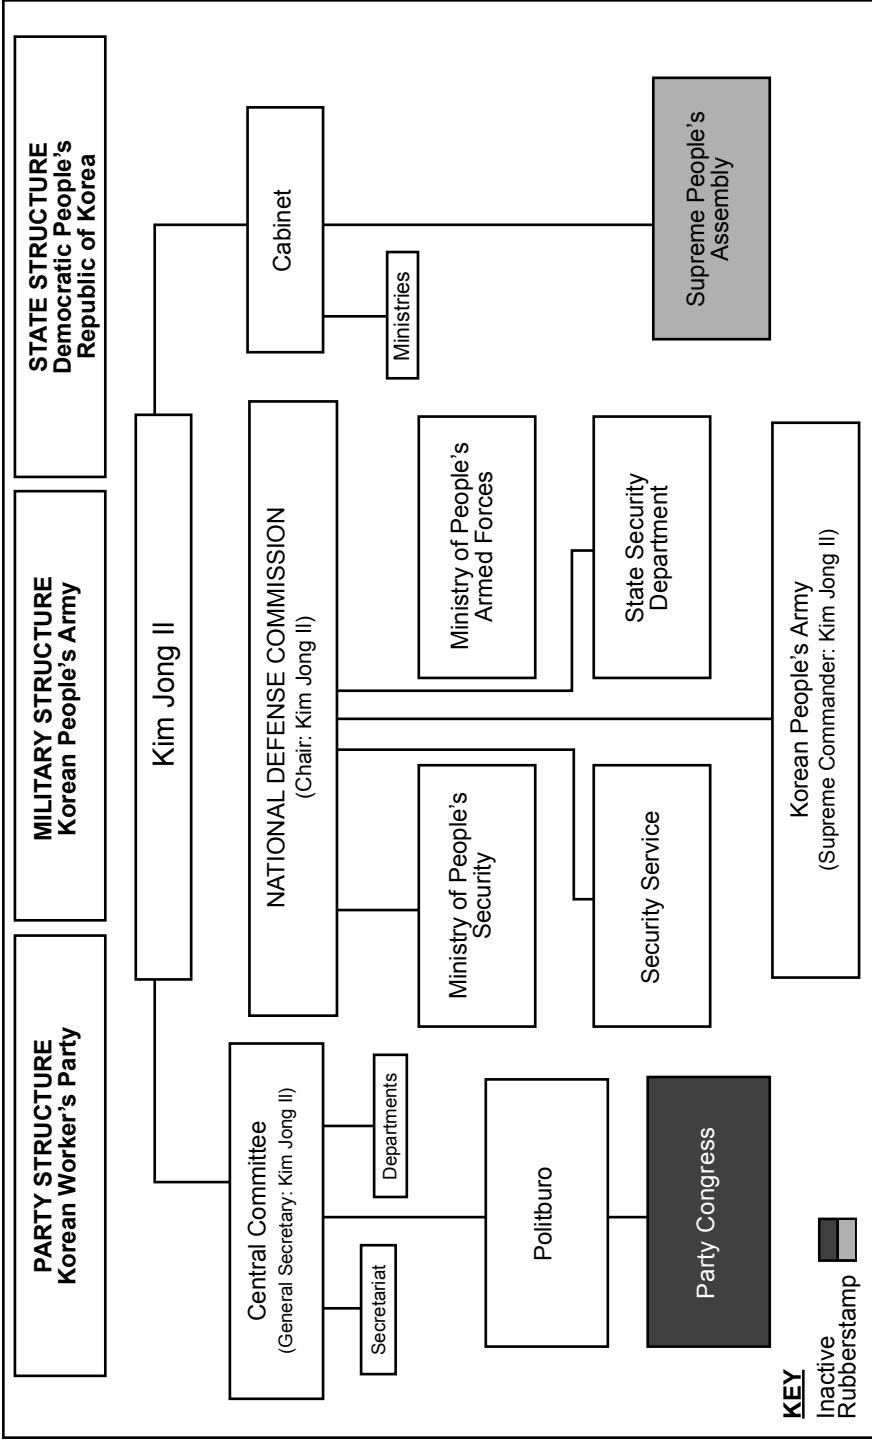 PARTY STRUCTURE
Korean Worker's Party
MILITARY STRUCTURE
Korean People's Army
STATE STRUCTURE
Democratic People's
Republic of Korea
Kim Jong Il
Central Committee
(General Secretary: Kim Jong Il)
Secretariat
Departments
Politburo
Party Congress
NATIONAL DEFENSE COMMISSION
(Chair: Kim Jong Il)
Ministry of People's
Security
Ministry of People's
Armed Forces
Security Service
State Security
Department
Korean People's Army
(Supreme Commander: Kim Jong Il)
Cabinet
Ministries
Supreme People's
Assembly
KEY
Inactive
Rubberstamp